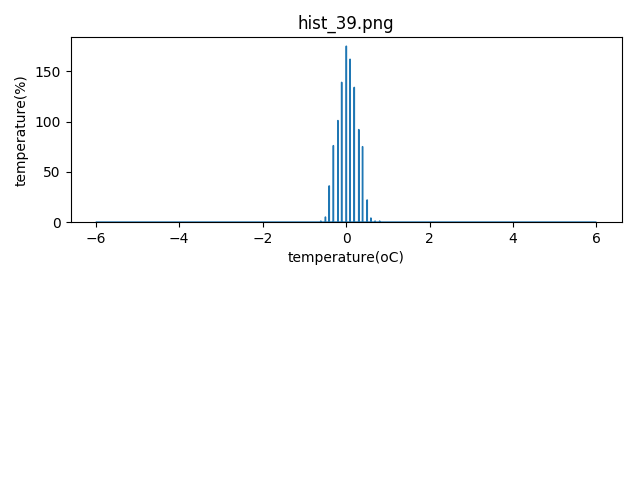 hist_39.png
temperature(%)
150
100
50
0
−6 −4 −2 0 2 4 6
temperature(oC)